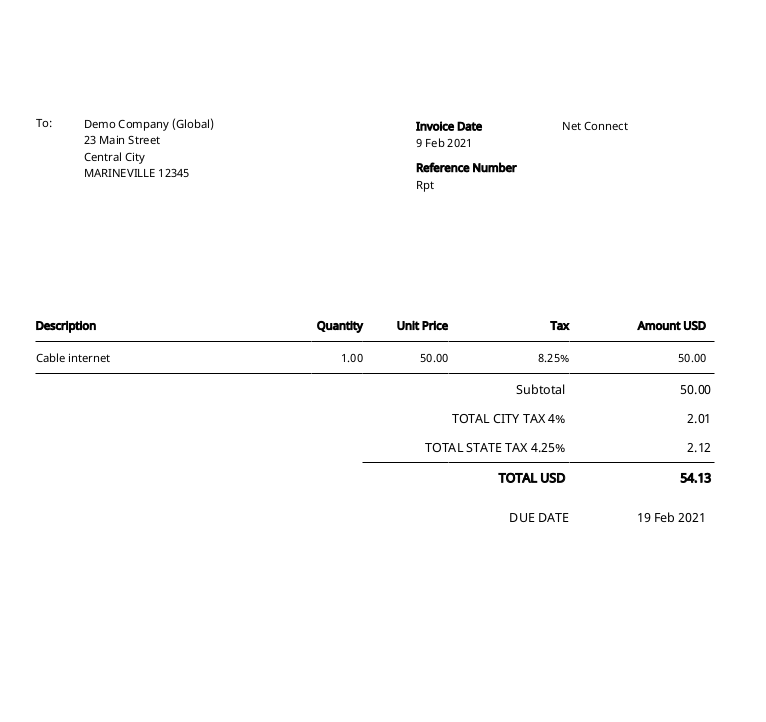 To:
Demo Company (Global)
23 Main Street
Central City
MARINEVILLE 12345
Invoice Date
9 Feb 2021
Reference Number
Rpt
Net Connect
Description Quantity Unit Price Tax Amount USD
Cable internet 1.00 50.00 8.25% 50.00
Subtotal 50.00
TOTAL CITY TAX 4% 2.01
TOTAL STATE TAX 4.25% 2.12
TOTAL USD 54.13
DUE DATE 19 Feb 2021